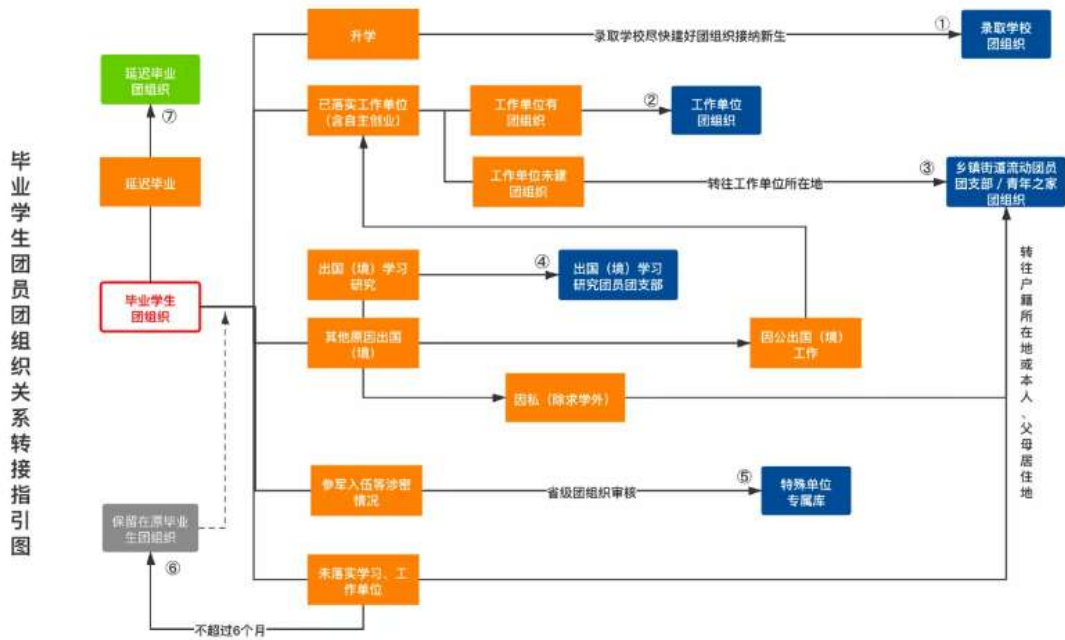 毕业学生团员团组织关系转接指引图
升学
录取学校尽快建好团组织接纳新生
①
录取学校
团组织
延迟毕业
团组织
⑦
已落实工作单位
(含自主创业)
工作单位有
团组织
②
工作单位
团组织
延迟毕业
工作单位未建
团组织
转往工作单位所在地
③
乡镇街道流动团员
团支部/青年之家
团组织
毕业学生
团组织
出国(境)学习
研究
④
出国(境)学习
研究团员团支部
转往户籍所在地或本人、父母居住地
其他原因出国
(境)
因公出国(境)
工作
因私(除求学外)
参军入伍等涉密
情况
省级团组织审核
⑤
特殊单位
专属库
保留在原毕业
生团组织
⑥
未落实学习、工
作单位
不超过6个月